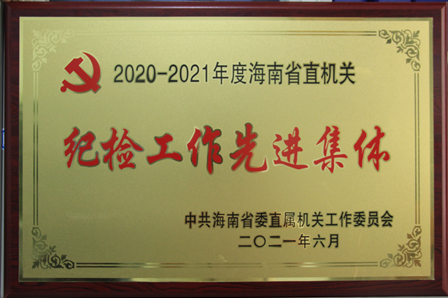 2020-2021年度海南省直机关
纪检工作先进集体
中共海南省委直属机关工作委员会
二〇二一年六月